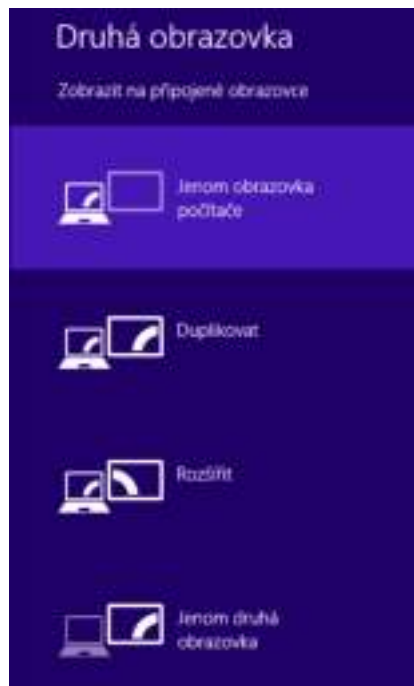 Druhá obrazovka
Zobrazit na připojené obrazovce
Jenom obrazovka
počítače
Duplikovat
Rozšířit
Jenom druhá
obrazovka